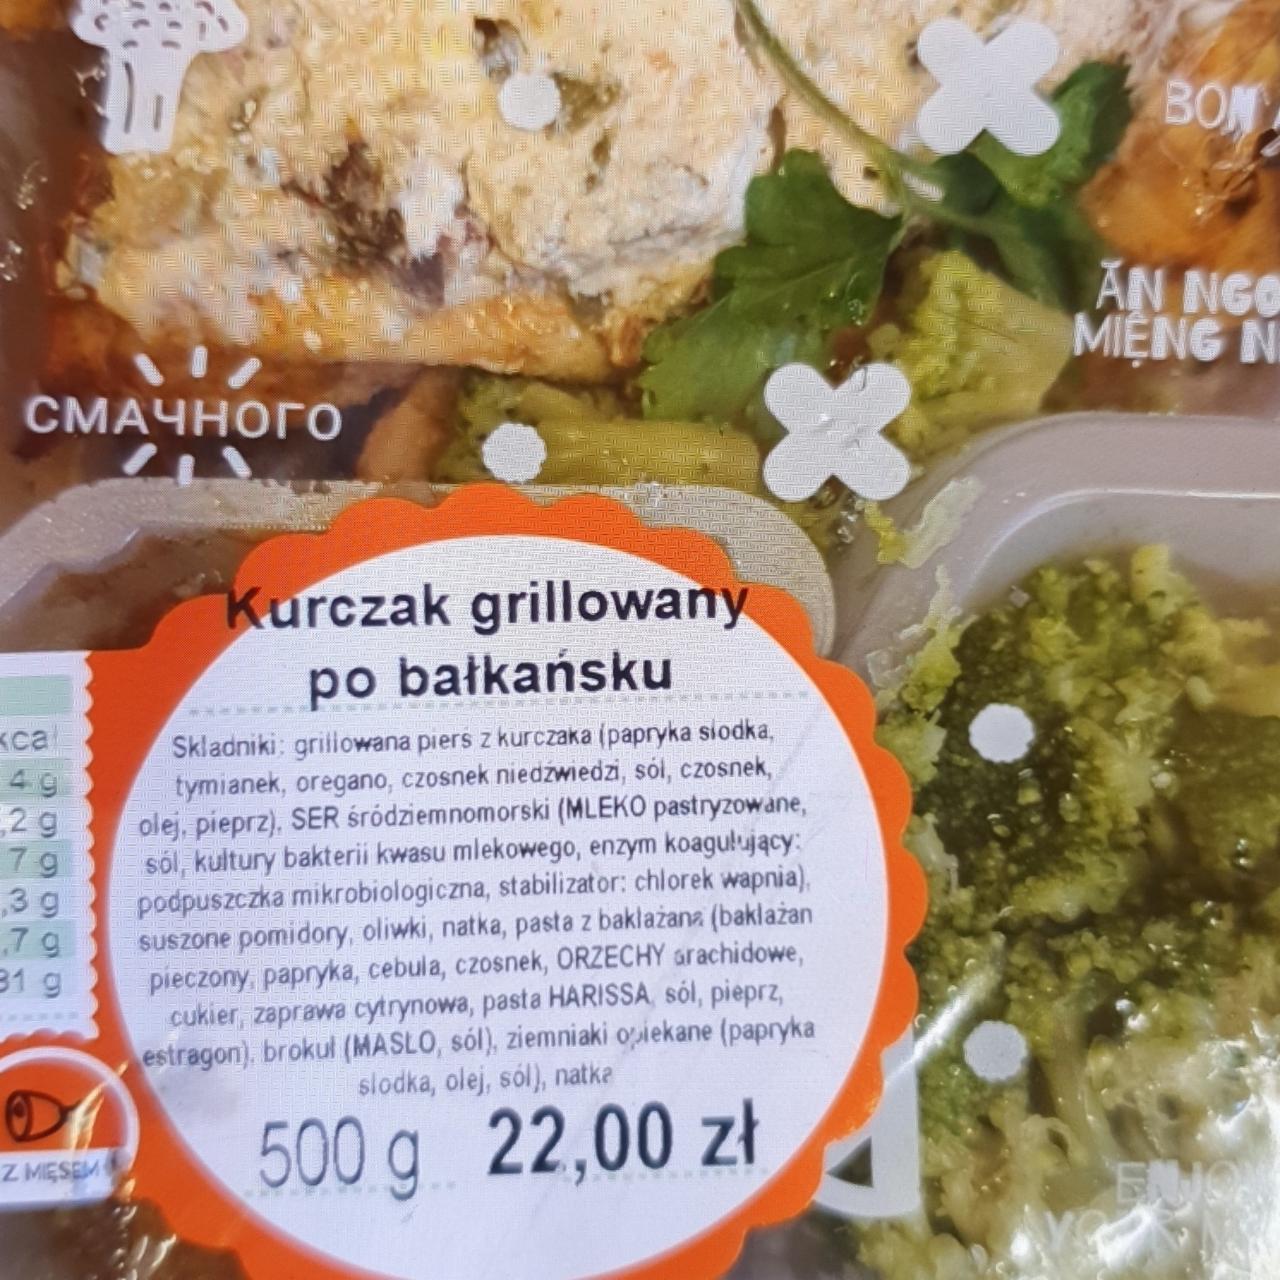 BON
ĂN NGO
MIỆNG N
СМАЧНОГО
Kurczak grillowany
po bałkańsku
Składniki: grillowana pierś z kurczaka (papryka słodka,
tymianek, oregano, czosnek niedźwiedzi, sól, czosnek,
olej, pieprz), SER śródziemnomorski (MLEKO pastryzowane,
sól, kultury bakterii kwasu mlekowego, enzym koagulujący:
podpuszczka mikrobiologiczna, stabilizator: chlorek wapnia),
suszone pomidory, oliwki, natka, pasta z bakłażana (bakłażan
pieczony, papryka, cebula, czosnek, ORZECHY arachidowe,
cukier, zaprawa cytrynowa, pasta HARISSA, sól, pieprz,
estragon), brokuł (MASŁO, sól), ziemniaki opiekane (papryka
słodka, olej, sól), natka
500 g 22,00 zł
kcal
4 g
,2 g
7 g
,3 g
,7 g
31 g
Z MIĘSEM
ENJOY